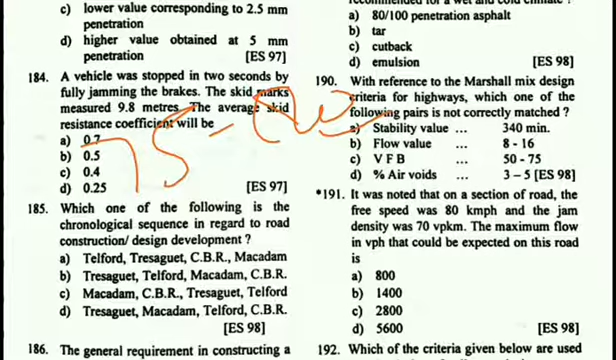 c) lower value corresponding to 2.5 mm
penetration
d) higher value obtained at 5 mm
penetration [ES 97]
184. A vehicle was stopped in two seconds by
fully jamming the brakes. The skid marks
measured 9.8 metres. The average skid
resistance coefficient will be
a) 0.7
b) 0.5
c) 0.4
d) 0.25 [ES 97]
185. Which one of the following is the
chronological sequence in regard to road
construction/ design development ?
a) Telford, Tresaguet, C.B.R., Macadam
b) Tresaguet, Telford, Macadam, C.B.R.
c) Macadam, C.B.R., Tresaguet, Telford
d) Tresaguet, Macadam, Telford, C.B.R.
[ES 98]
186. The general requirement in constructing a
a) 80/100 penetration asphalt
b) tar
c) cutback
d) emulsion [ES 98]
190. With reference to the Marshall mix design
criteria for highways, which one of the
following pairs is not correctly matched ?
a) Stability value ... 340 min.
b) Flow value ... 8 - 16
c) V F B ... 50 - 75
d) % Air voids ... 3 – 5 [ES 98]
*191. It was noted that on a section of road, the
free speed was 80 kmph and the jam
density was 70 vpkm. The maximum flow
in vph that could be expected on this road
is
a) 800
b) 1400
c) 2800
d) 5600 [ES 98]
192. Which of the criteria given below are used
75 -